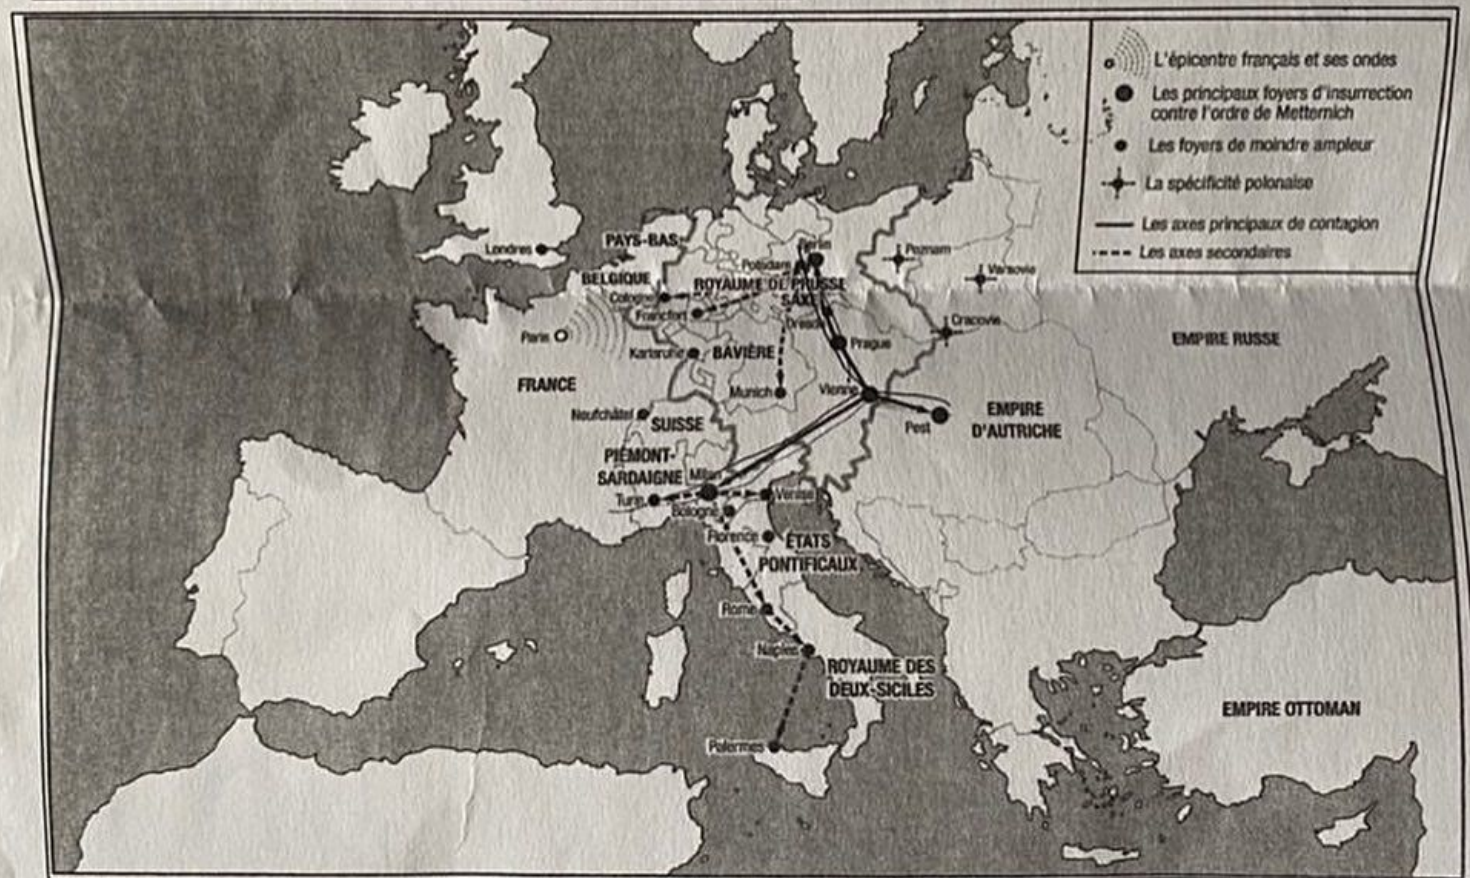 L'épicentre français et ses ondes
Les principaux foyers d'insurrection
contre l'ordre de Metternich
Les foyers de moindre ampleur
La spécificité polonaise
Les axes principaux de contagion
Les axes secondaires
Londres
PAYS-BAS
BELGIQUE
Berlin
Potsdam
Poznam
Varsovie
ROYAUME DE PRUSSE
SAXE
Cologne
Francfort
Dresde
Cracovie
Paris
Prague
EMPIRE RUSSE
Karlsruhe
BAVIÈRE
FRANCE
Munich
Vienne
Neufchâtel
SUISSE
Pest
EMPIRE
D'AUTRICHE
PIÉMONT-
SARDAIGNE
Milan
Turin
Venise
Bologne
Florence
ÉTATS
PONTIFICAUX
Rome
Naples
ROYAUME DES
DEUX-SICILES
EMPIRE OTTOMAN
Palermes